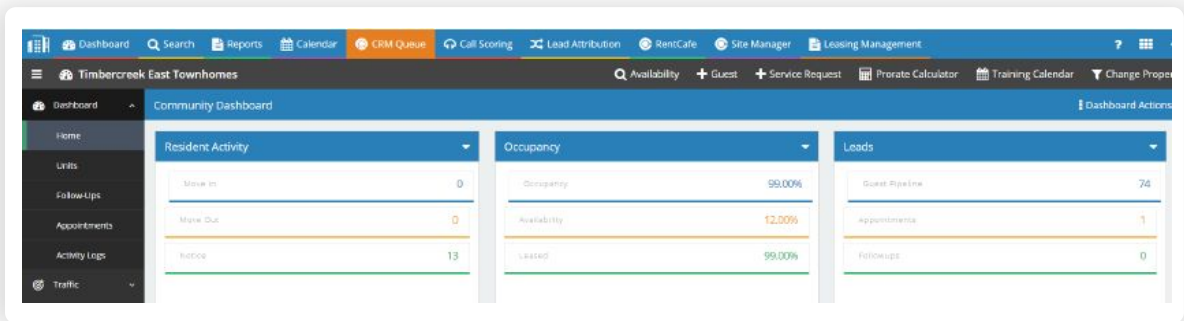 Dashboard Search Reports Calendar CRM Queue Call Scoring Lead Attribution RentCafe Site Manager Leasing Management ?
Timbercreek East Townhomes Availability Guest Service Request Prorate Calculator Training Calendar Change Proper
Dashboard Community Dashboard Dashboard Actions
Home
Resident Activity Occupancy Leads
Units
Move In 0 Occupancy 99.00% Guest Pipeline 74
Follow-Ups
Move Out 0 Availability 12.00% Appointments 1
Appointments
Notice 13 Leased 99.00% Followups 0
Activity Logs
Traffic